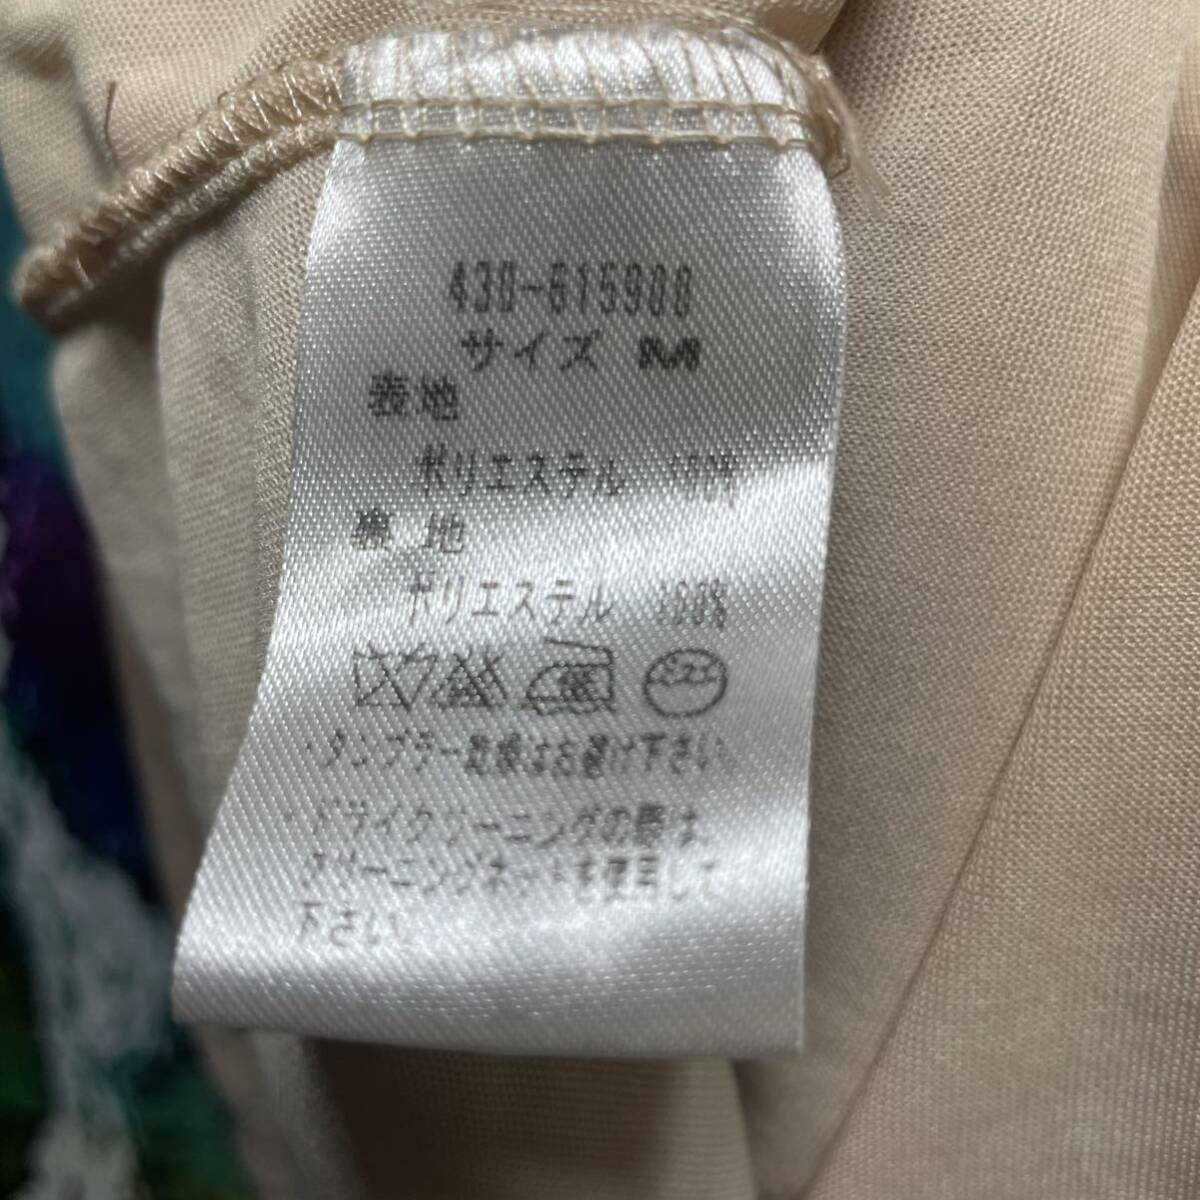 430-615908
サイズ M
表地
ポリエステル 100%
裏地
ポリエステル 100%
・タンブラー乾燥はお避け下さい
ドライクリーニングの際は、
クリーニングネットを使用して
下さい。